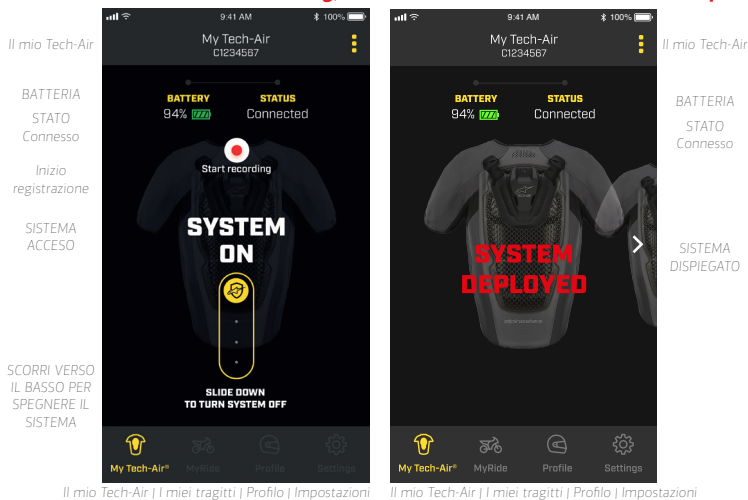 9:41 AM
100%
My Tech-Air
C1234567
Il mio Tech-Air
BATTERY
STATUS
94%
Connected
BATTERIA
STATO
Connesso
Start recording
Inizio
registrazione
SYSTEM
ON
SISTEMA
ACCESO
SLIDE DOWN
TO TURN SYSTEM OFF
SCORRI VERSO
IL BASSO PER
SPEGNERE IL
SISTEMA
My Tech-Air®
MyRide
Profile
Settings
Il mio Tech-Air | I miei tragitti | Profilo | Impostazioni
9:41 AM
100%
My Tech-Air
C1234567
Il mio Tech-Air
BATTERY
STATUS
94%
Connected
BATTERIA
STATO
Connesso
SYSTEM
DEPLOYED
SISTEMA
DISPIEGATO
My Tech-Air®
MyRide
Profile
Settings
Il mio Tech-Air | I miei tragitti | Profilo | Impostazioni